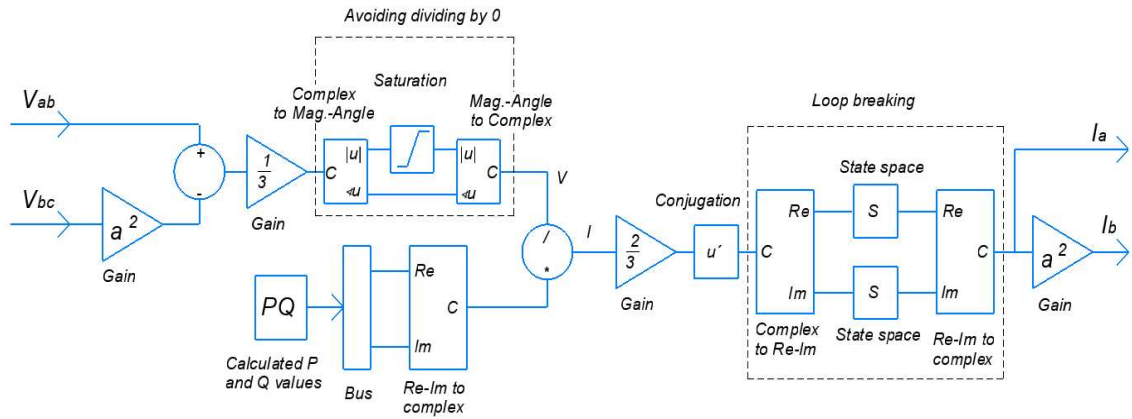 Avoiding dividing by 0
Saturation
Complex
to Mag.-Angle
Mag.-Angle
to Complex
Loop breaking
Vab
Vbc
+
-
1
3
Gain
a 2
Gain
C
|u|
∢u
|u|
∢u
C
V
/
*
I
2
3
Gain
Conjugation
u´
C
Re
Im
Complex
to Re-Im
State space
S
S
State space
Re
Im
C
Re-Im to
complex
Ia
Ib
a 2
Gain
PQ
Calculated P
and Q values
Bus
Re
Im
C
Re-Im to
complex